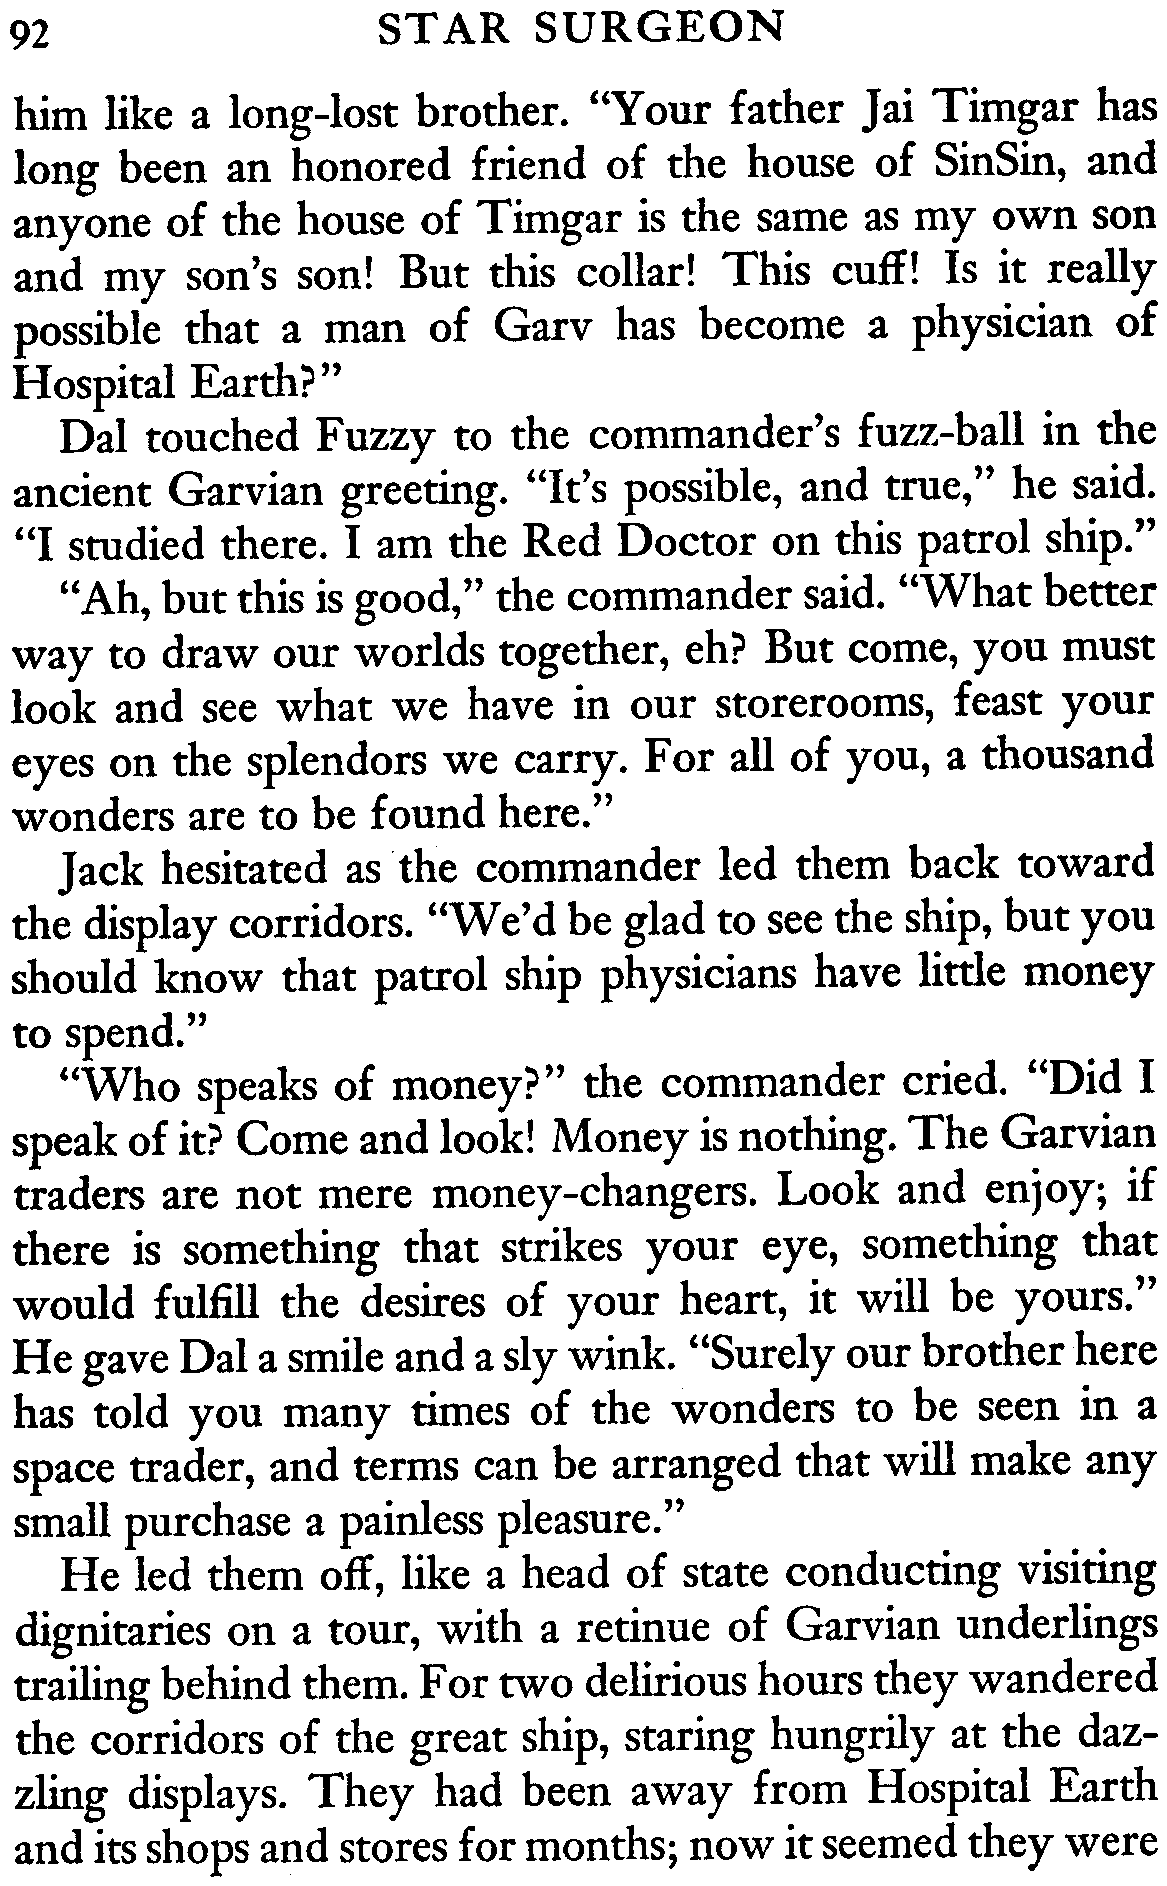 92 STAR SURGEON
him like a long-lost brother. “Your father Jai Timgar has
long been an honored friend of the house of SinSin, and
anyone of the house of Timgar is the same as my own son
and my son’s son! But this collar! This cuff! Is it really
possible that a man of Garv has become a physician of
Hospital Earth?”
Dal touched Fuzzy to the commander’s fuzz-ball in the
ancient Garvian greeting. “It’s possible, and true,” he said.
“I studied there. I am the Red Doctor on this patrol ship.”
“Ah, but this is good,” the commander said. “What better
way to draw our worlds together, eh? But come, you must
look and see what we have in our storerooms, feast your
eyes on the splendors we carry. For all of you, a thousand
wonders are to be found here.”
Jack hesitated as the commander led them back toward
the display corridors. “We’d be glad to see the ship, but you
should know that patrol ship physicians have little money
to spend.”
“Who speaks of money?” the commander cried. “Did I
speak of it? Come and look! Money is nothing. The Garvian
traders are not mere money-changers. Look and enjoy; if
there is something that strikes your eye, something that
would fulfill the desires of your heart, it will be yours.”
He gave Dal a smile and a sly wink. “Surely our brother here
has told you many times of the wonders to be seen in a
space trader, and terms can be arranged that will make any
small purchase a painless pleasure.”
He led them off, like a head of state conducting visiting
dignitaries on a tour, with a retinue of Garvian underlings
trailing behind them. For two delirious hours they wandered
the corridors of the great ship, staring hungrily at the daz-
zling displays. They had been away from Hospital Earth
and its shops and stores for months; now it seemed they were